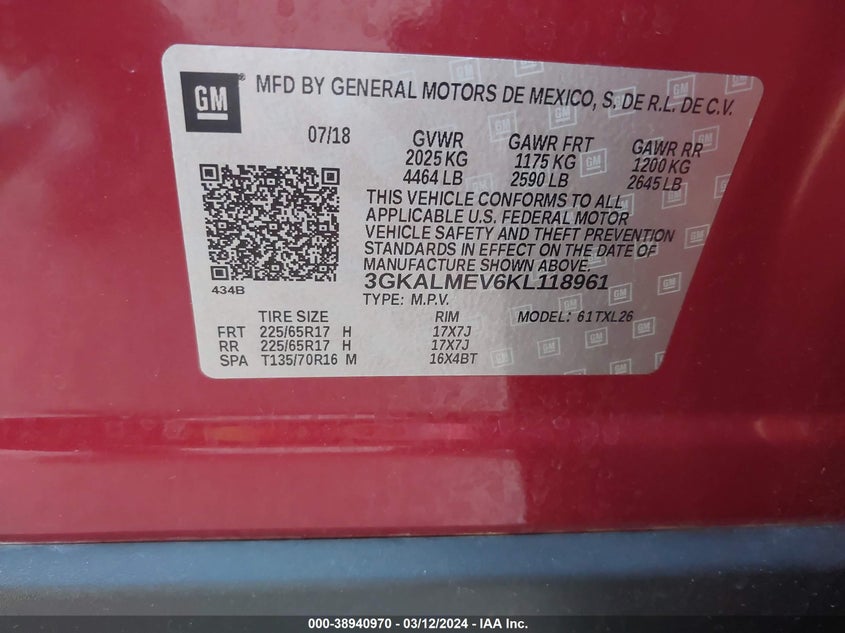 GM® MFD BY GENERAL MOTORS DE MEXICO, S. DE R.L. DE C.V.
07/18 GVWR GAWR FRT GAWR RR
2025 KG 1175 KG 1200 KG
4464 LB 2590 LB 2645 LB
THIS VEHICLE CONFORMS TO ALL
APPLICABLE U.S. FEDERAL MOTOR
VEHICLE SAFETY AND THEFT PREVENTION
STANDARDS IN EFFECT ON THE DATE OF
MANUFACTURE SHOWN ABOVE.
434B 3GKALMEV6KL118961
TYPE: M.P.V.
TIRE SIZE RIM MODEL: 61TXL26
FRT 225/65R17 H 17X7J
RR 225/65R17 H 17X7J
SPA T135/70R16 M 16X4BT
000-38940970 — 03/12/2024 — IAA Inc.